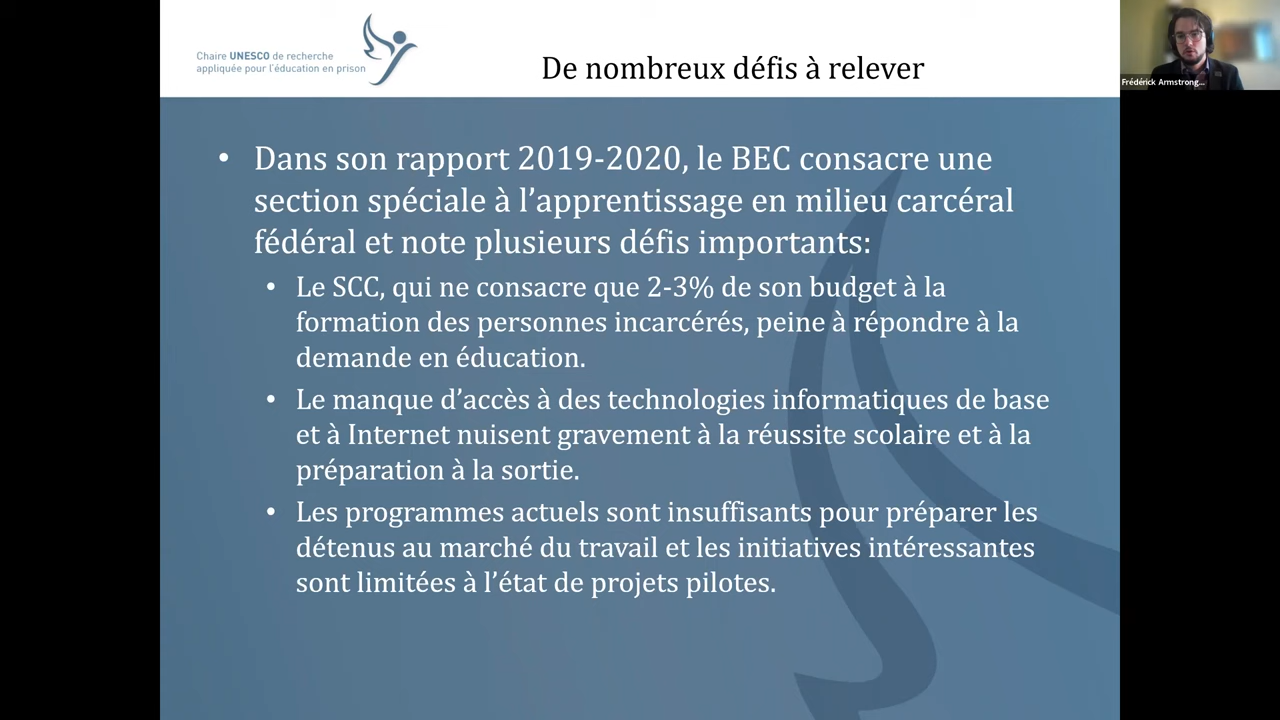 Chaire UNESCO de recherche
appliquée pour l'éducation en prison
De nombreux défis à relever
Frédérick Armstrong...
• Dans son rapport 2019-2020, le BEC consacre une
section spéciale à l’apprentissage en milieu carcéral
fédéral et note plusieurs défis importants:
• Le SCC, qui ne consacre que 2-3% de son budget à la
formation des personnes incarcérés, peine à répondre à la
demande en éducation.
• Le manque d’accès à des technologies informatiques de base
et à Internet nuisent gravement à la réussite scolaire et à la
préparation à la sortie.
• Les programmes actuels sont insuffisants pour préparer les
détenus au marché du travail et les initiatives intéressantes
sont limitées à l’état de projets pilotes.